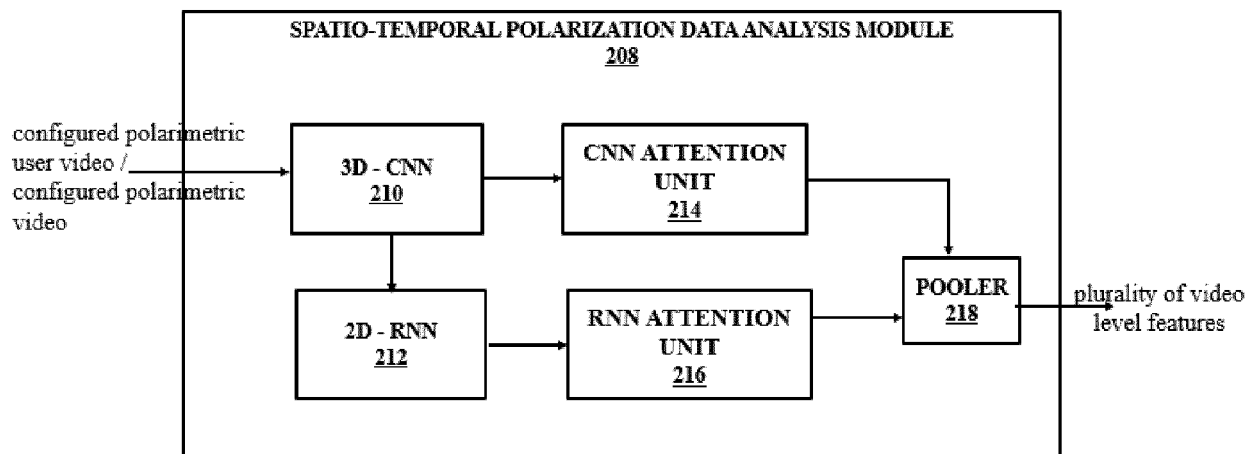 SPATIO-TEMPORAL POLARIZATION DATA ANALYSIS MODULE
208
configured polarimetric
user video /
configured polarimetric
video
3D - CNN
210
CNN ATTENTION
UNIT
214
2D - RNN
212
RNN ATTENTION
UNIT
216
POOLER
218
plurality of video
level features